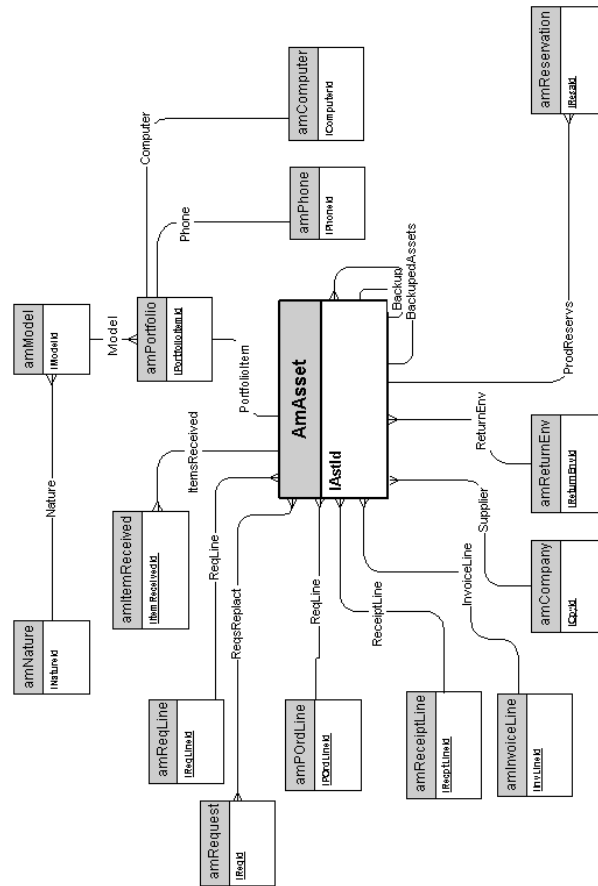 amNature
lNatureId
Nature
amModel
lModelId
Model
amPortfolio
lPortfolioItemId
Computer
amComputer
lComputerId
Phone
amPhone
lPhoneId
PortfolioItem
amItemReceived
lItemReceivedId
ItemsReceived
amReqLine
lReqLineId
ReqLine
amRequest
lReqId
ReqsReplact
AmAsset
lAstId
Backup
BackupedAssets
amPOrdLine
lPOrdLineId
ReqLine
amReceiptLine
lRecptLineId
ReceiptLine
amInvoiceLine
lInvLineId
InvoiceLine
amCompany
lCpyId
Supplier
amReturnEnv
lReturnEnvId
ReturnEnv
ProdReservs
amReservation
lResaId